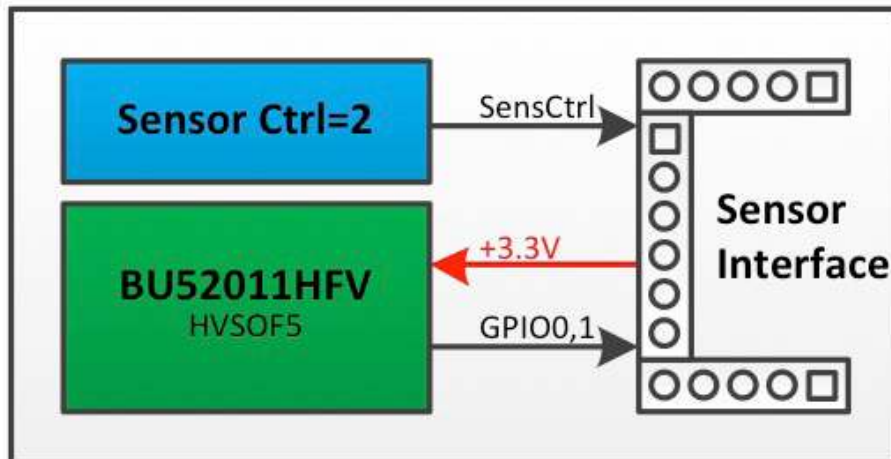 Sensor Ctrl=2
SensCtrl
+3.3V
BU52011HFV
HVSOF5
GPIO0,1
Sensor
Interface